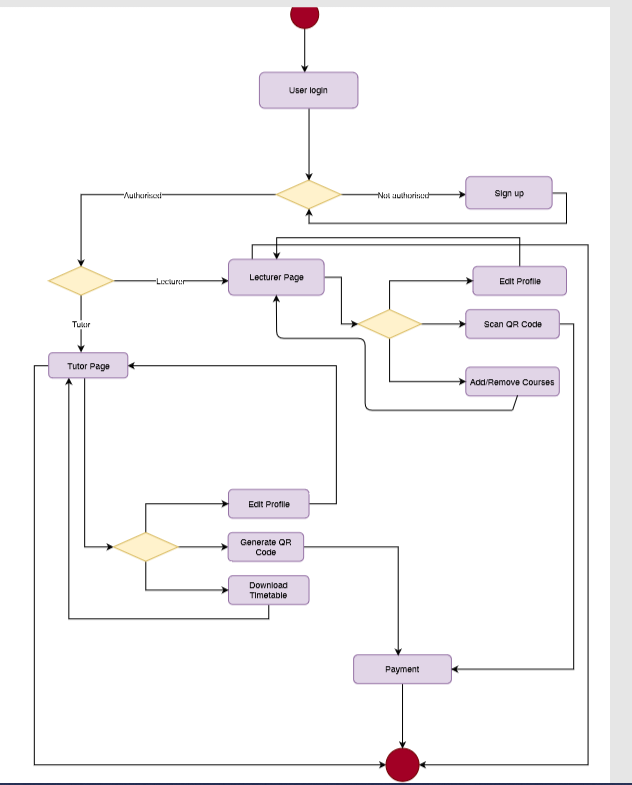 User login
Authorised
Not authorised
Sign up
Lecturer
Lecturer Page
Edit Profile
Scan QR Code
Tutor
Tutor Page
Add/Remove Courses
Edit Profile
Generate QR
Code
Download
Timetable
Payment